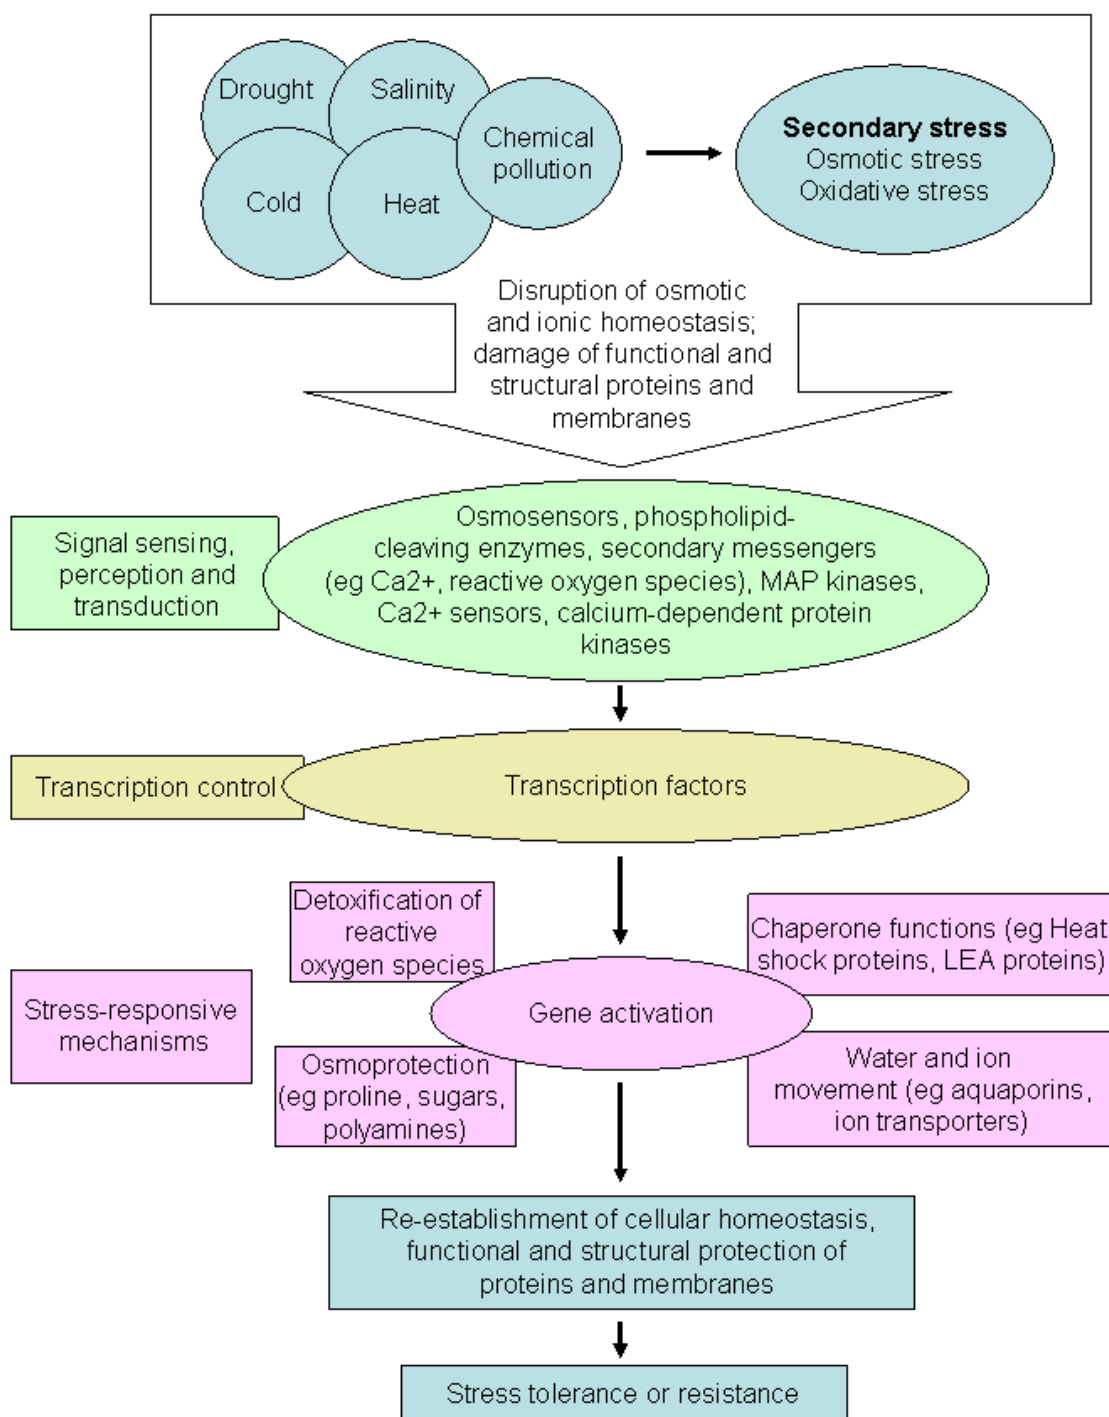 Drought
Salinity
Chemical
pollution
Cold
Heat
Secondary stress
Osmotic stress
Oxidative stress
Disruption of osmotic
and ionic homeostasis;
damage of functional and
structural proteins and
membranes
Signal sensing,
perception and
transduction
Osmosensors, phospholipid-
cleaving enzymes, secondary messengers
(eg Ca2+, reactive oxygen species), MAP kinases,
Ca2+ sensors, calcium-dependent protein
kinases
Transcription control
Transcription factors
Detoxification of
reactive
oxygen species
Chaperone functions (eg Heat
shock proteins, LEA proteins)
Stress-responsive
mechanisms
Gene activation
Osmoprotection
(eg proline, sugars,
polyamines)
Water and ion
movement (eg aquaporins,
ion transporters)
Re-establishment of cellular homeostasis,
functional and structural protection of
proteins and membranes
Stress tolerance or resistance